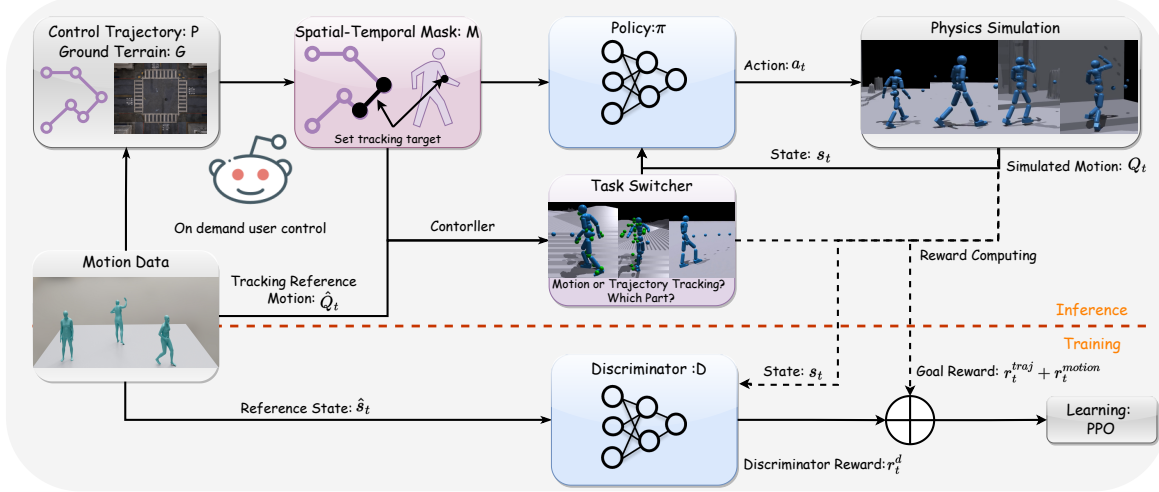 Control Trajectory: P
Ground Terrain: G
Spatial-Temporal Mask: M
Set tracking target
Policy:π
Action: a_t
Physics Simulation
State: s_t
Simulated Motion: Q_t
On demand user control
Task Switcher
Contorller
Motion or Trajectory Tracking?
Which Part?
Reward Computing
Motion Data
Tracking Reference
Motion: Q̂_t
Inference
Training
Discriminator :D
State: s_t
Goal Reward: r_t^{traj} + r_t^{motion}
Reference State: ŝ_t
Discriminator Reward: r_t^d
Learning:
PPO